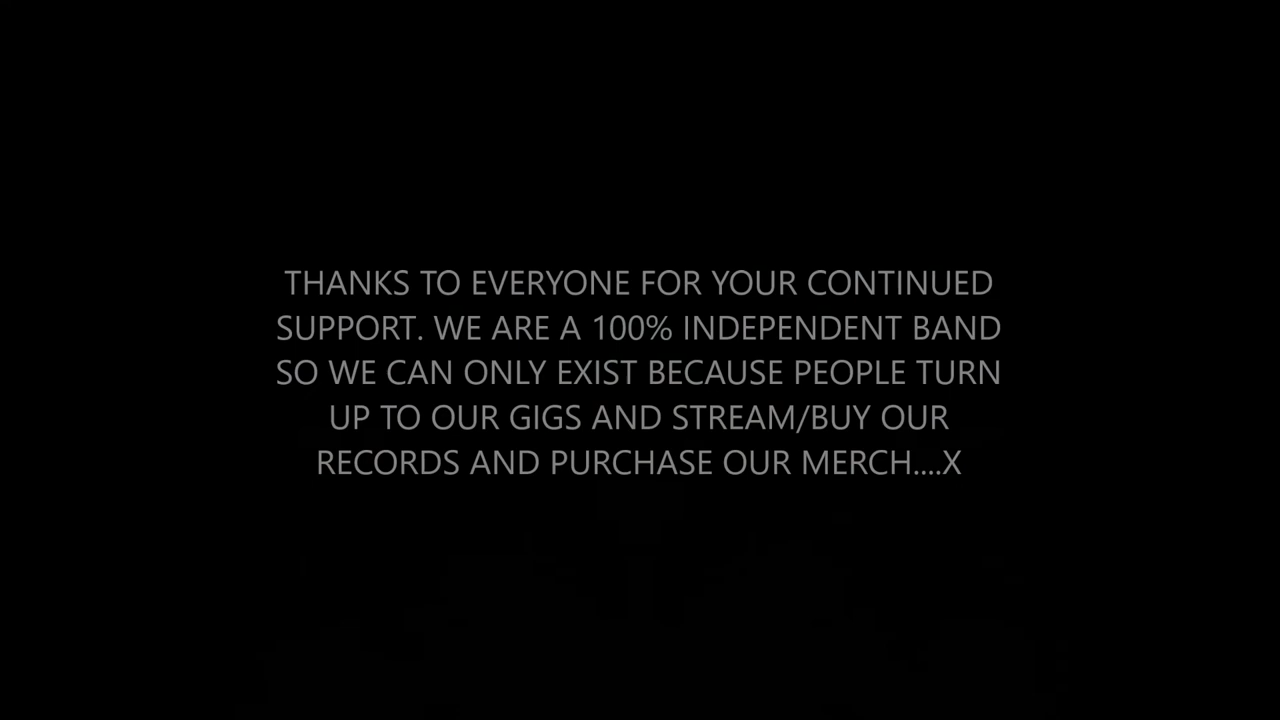 THANKS TO EVERYONE FOR YOUR CONTINUED
SUPPORT. WE ARE A 100% INDEPENDENT BAND
SO WE CAN ONLY EXIST BECAUSE PEOPLE TURN
UP TO OUR GIGS AND STREAM/BUY OUR
RECORDS AND PURCHASE OUR MERCH....X